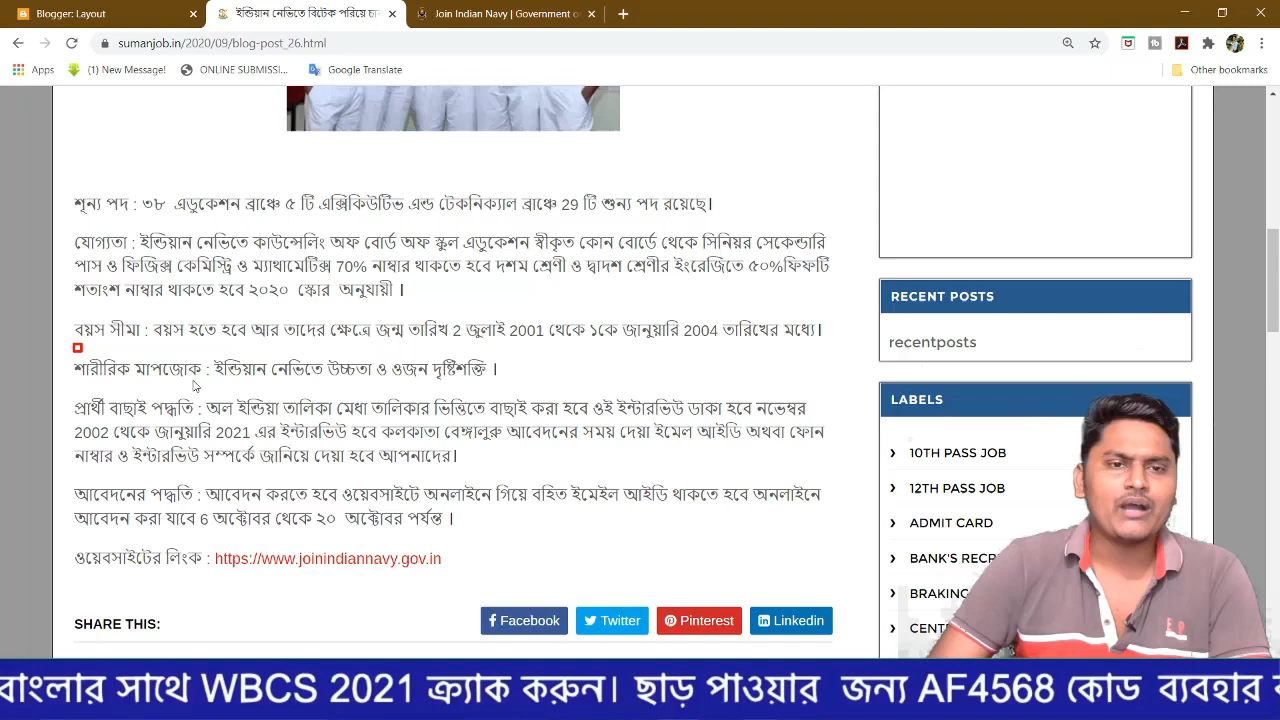 Blogger: Layout
ইন্ডিয়ান নেভিতে বিটেক পরিয়ে চা
Join Indian Navy | Government o
sumanjob.in/2020/09/blog-post_26.html
Apps
(1) New Message!
ONLINE SUBMISSI...
Google Translate
Other bookmarks
শূন্য পদ : ৩৮ এডুকেশন ব্রাঞ্চে ৫ টি এক্সিকিউটিভ এন্ড টেকনিক্যাল ব্রাঞ্চে 29 টি শুন্য পদ রয়েছে।
যোগ্যতা : ইন্ডিয়ান নেভিতে কাউন্সেলিং অফ বোর্ড অফ স্কুল এডুকেশন স্বীকৃত কোন বোর্ডে থেকে সিনিয়র সেকেন্ডারি
পাস ও ফিজিক্স কেমিস্ট্রি ও ম্যাথামেটিক্স 70% নাম্বার থাকতে হবে দশম শ্রেণী ও দ্বাদশ শ্রেণীর ইংরেজিতে ৫০%ফিফটি
শতাংশ নাম্বার থাকতে হবে ২০২০ স্কোর অনুযায়ী ।
বয়স সীমা : বয়স হতে হবে আর তাদের ক্ষেত্রে জন্ম তারিখ 2 জুলাই 2001 থেকে ১কে জানুয়ারি 2004 তারিখের মধ্যে।
শারীরিক মাপজোক : ইন্ডিয়ান নেভিতে উচ্চতা ও ওজন দৃষ্টিশক্তি ।
প্রার্থী বাছাই পদ্ধতি : অল ইন্ডিয়া তালিকা মেধা তালিকার ভিত্তিতে বাছাই করা হবে ওই ইন্টারভিউ ডাকা হবে নভেম্বর
2002 থেকে জানুয়ারি 2021 এর ইন্টারভিউ হবে কলকাতা বেঙ্গালুরু আবেদনের সময় দেয়া ইমেল আইডি অথবা ফোন
নাম্বার ও ইন্টারভিউ সম্পর্কে জানিয়ে দেয়া হবে আপনাদের।
আবেদনের পদ্ধতি : আবেদন করতে হবে ওয়েবসাইটে অনলাইনে গিয়ে বহিত ইমেইল আইডি থাকতে হবে অনলাইনে
আবেদন করা যাবে 6 অক্টোবর থেকে ২০ অক্টোবর পর্যন্ত ।
ওয়েবসাইটের লিংক : https://www.joinindiannavy.gov.in
SHARE THIS:
Facebook
Twitter
Pinterest
Linkedin
RECENT POSTS
recentposts
LABELS
10TH PASS JOB
12TH PASS JOB
ADMIT CARD
BANK'S RECR
BRAKING
CENT
বাংলার সাথে WBCS 2021 ক্র্যাক করুন। ছাড় পাওয়ার জন্য AF4568 কোড ব্যবহার